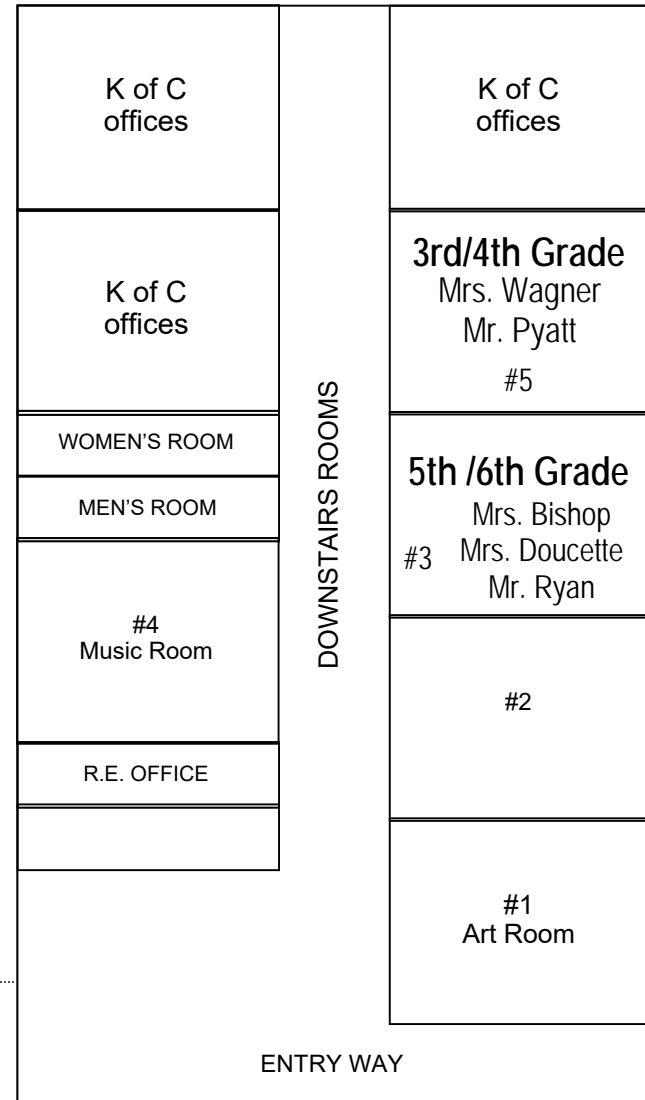 K of C
offices
K of C
offices
WOMEN'S ROOM
MEN'S ROOM
#4
Music Room
R.E. OFFICE
DOWNSTAIRS ROOMS
K of C
offices
3rd/4th Grade
Mrs. Wagner
Mr. Pyatt
#5
5th /6th Grade
Mrs. Bishop
#3 Mrs. Doucette
Mr. Ryan
#2
#1
Art Room
ENTRY WAY